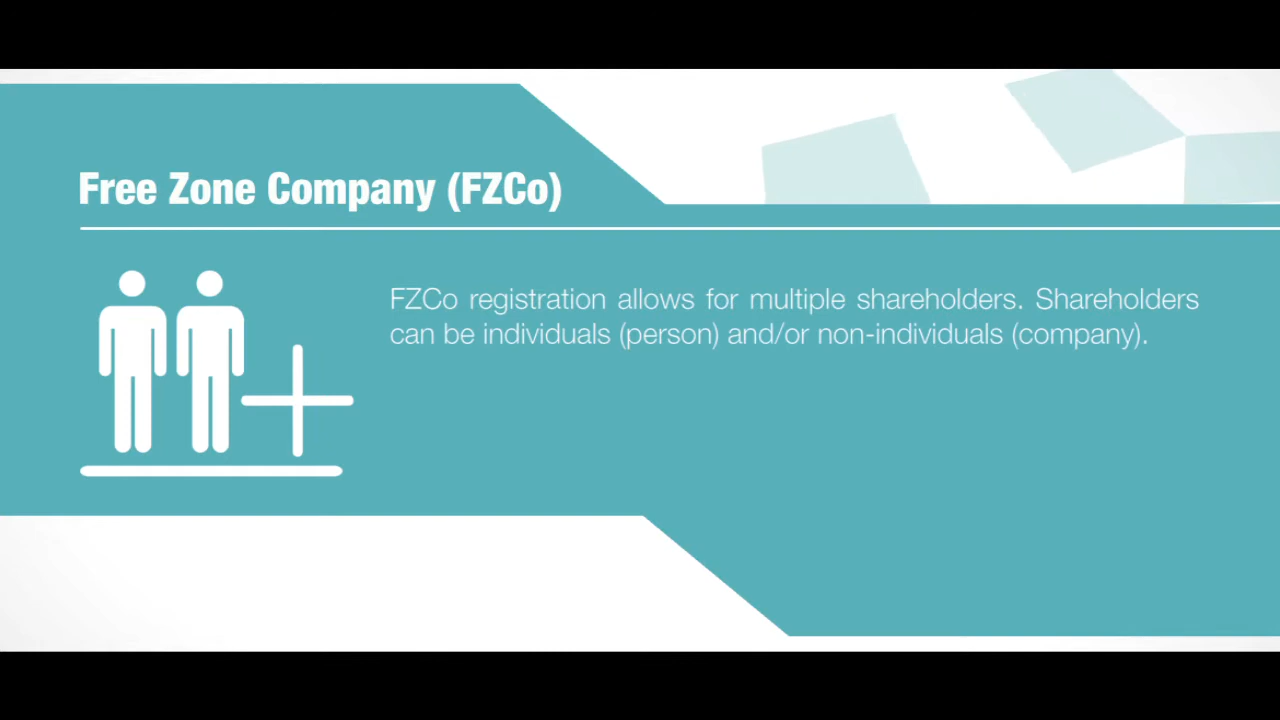 Free Zone Company (FZCo)
FZCo registration allows for multiple shareholders. Shareholders
can be individuals (person) and/or non-individuals (company).